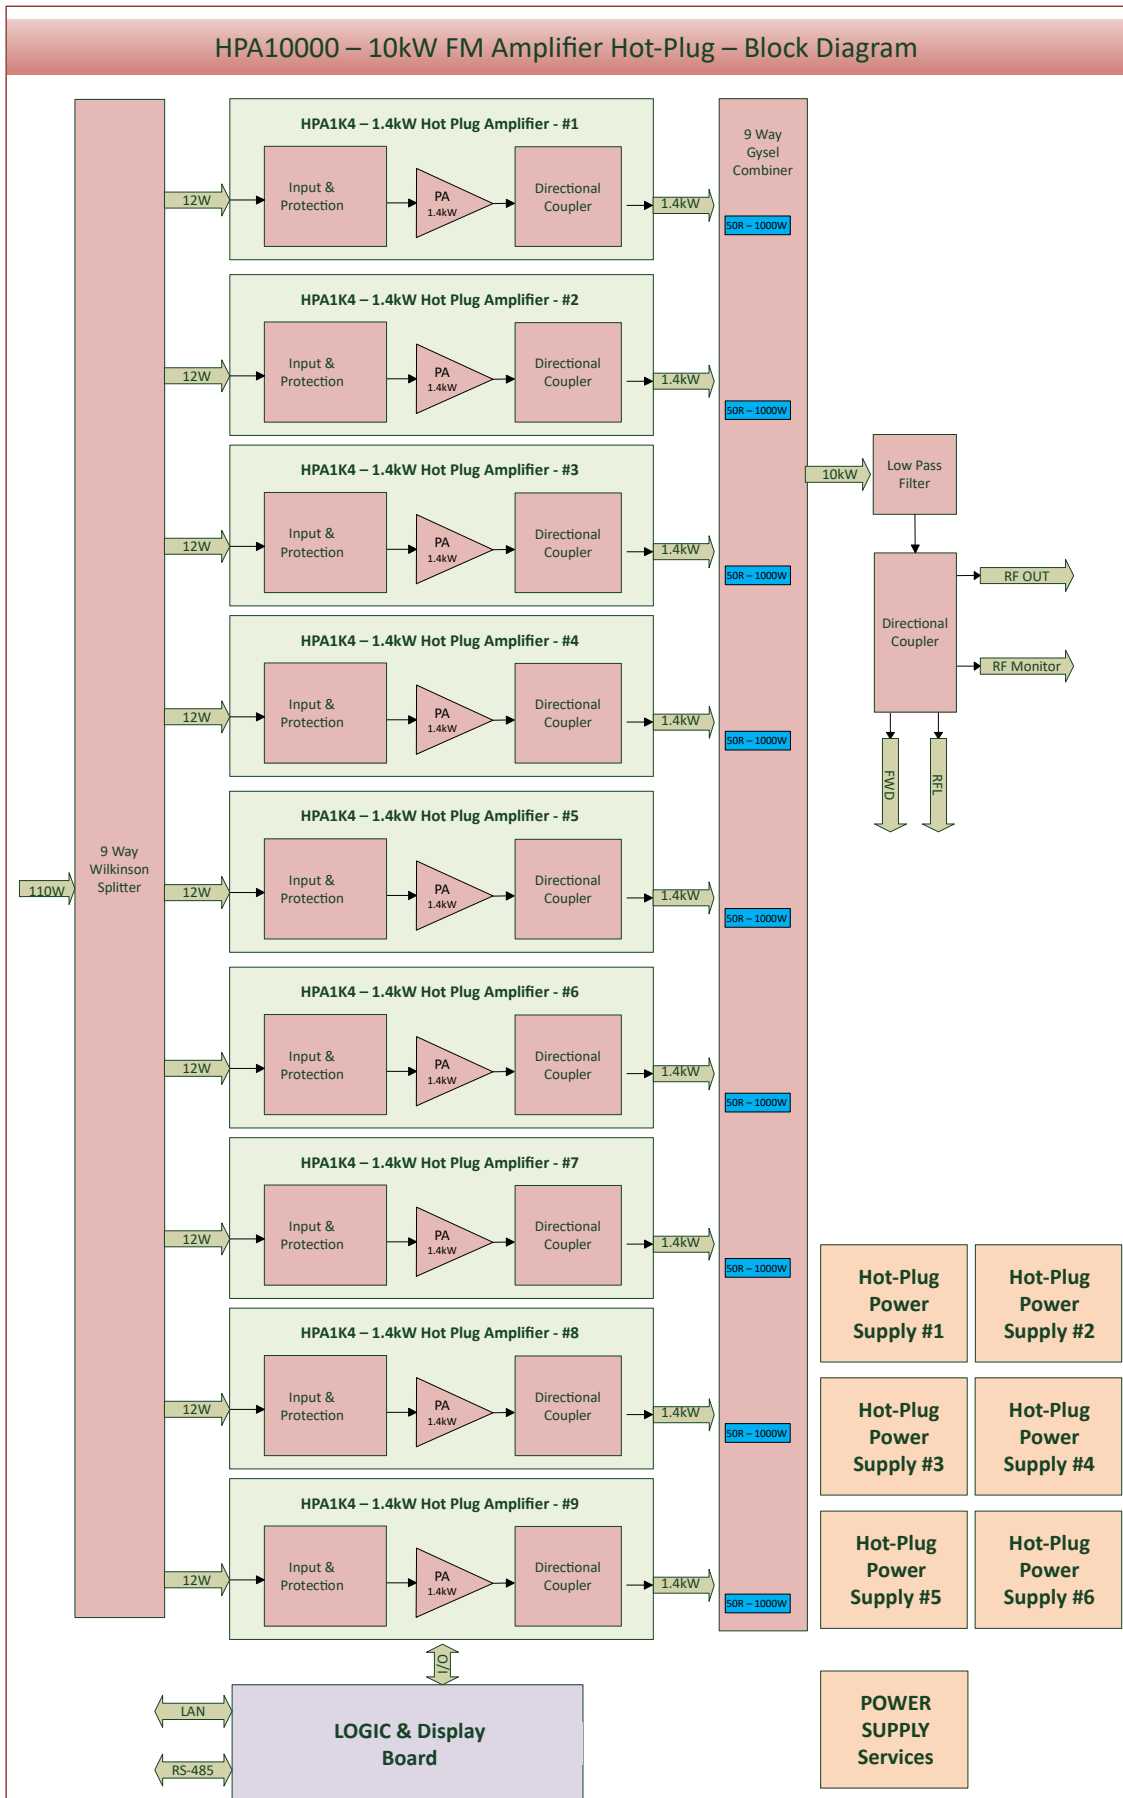 HPA10000 – 10kW FM Amplifier Hot-Plug – Block Diagram
HPA1K4 – 1.4kW Hot Plug Amplifier - #1
12W
Input &
Protection
PA
1.4kW
Directional
Coupler
1.4kW
9 Way
Gysel
Combiner
50R – 1000W
HPA1K4 – 1.4kW Hot Plug Amplifier - #2
12W
Input &
Protection
PA
1.4kW
Directional
Coupler
1.4kW
50R – 1000W
HPA1K4 – 1.4kW Hot Plug Amplifier - #3
12W
Input &
Protection
PA
1.4kW
Directional
Coupler
1.4kW
50R – 1000W
10kW
Low Pass
Filter
Directional
Coupler
RF OUT
RF Monitor
FWD
RFL
HPA1K4 – 1.4kW Hot Plug Amplifier - #4
12W
Input &
Protection
PA
1.4kW
Directional
Coupler
1.4kW
50R – 1000W
110W
9 Way
Wilkinson
Splitter
HPA1K4 – 1.4kW Hot Plug Amplifier - #5
12W
Input &
Protection
PA
1.4kW
Directional
Coupler
1.4kW
50R – 1000W
HPA1K4 – 1.4kW Hot Plug Amplifier - #6
12W
Input &
Protection
PA
1.4kW
Directional
Coupler
1.4kW
50R – 1000W
HPA1K4 – 1.4kW Hot Plug Amplifier - #7
12W
Input &
Protection
PA
1.4kW
Directional
Coupler
1.4kW
50R – 1000W
HPA1K4 – 1.4kW Hot Plug Amplifier - #8
12W
Input &
Protection
PA
1.4kW
Directional
Coupler
1.4kW
50R – 1000W
HPA1K4 – 1.4kW Hot Plug Amplifier - #9
12W
Input &
Protection
PA
1.4kW
Directional
Coupler
1.4kW
50R – 1000W
Hot-Plug
Power
Supply #1
Hot-Plug
Power
Supply #2
Hot-Plug
Power
Supply #3
Hot-Plug
Power
Supply #4
Hot-Plug
Power
Supply #5
Hot-Plug
Power
Supply #6
O/I
LAN
RS-485
LOGIC & Display
Board
POWER
SUPPLY
Services